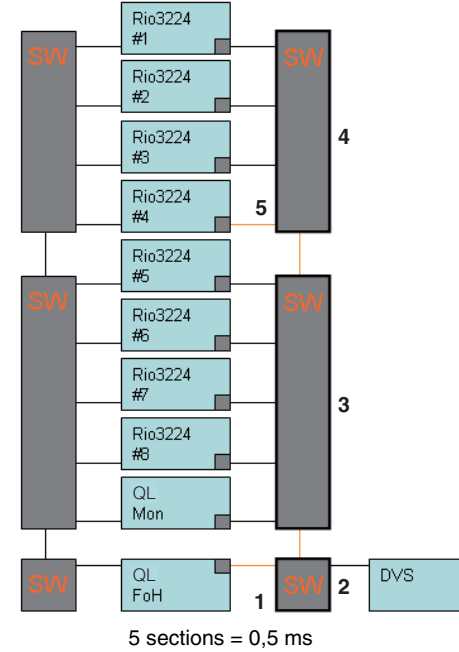 Rio3224
#1
SW
SW
Rio3224
#2
4
Rio3224
#3
Rio3224
#4
5
Rio3224
#5
SW
SW
Rio3224
#6
Rio3224
#7
3
Rio3224
#8
QL
Mon
QL
FoH
SW
SW
1
2
DVS
5 sections = 0,5 ms